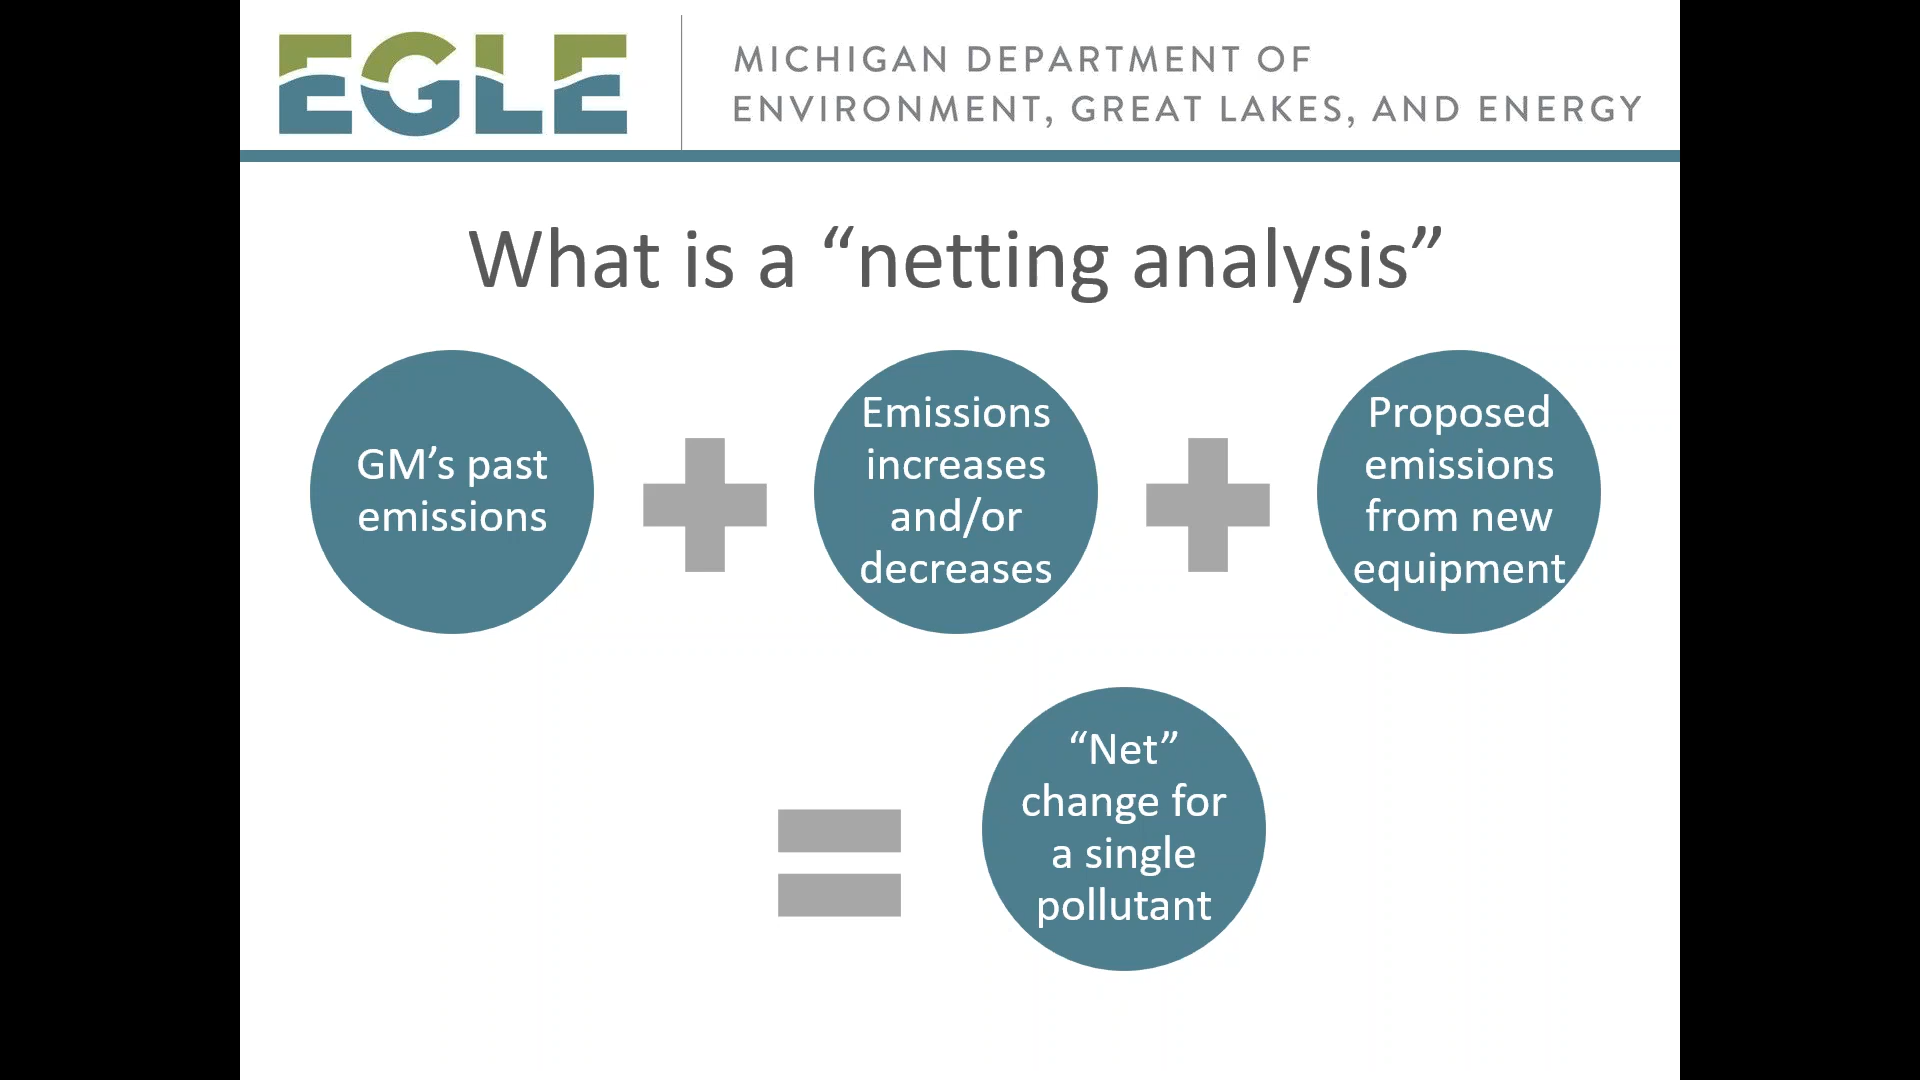 EGLE
MICHIGAN DEPARTMENT OF
ENVIRONMENT, GREAT LAKES, AND ENERGY
What is a “netting analysis”
GM’s past
emissions
Emissions
increases
and/or
decreases
Proposed
emissions
from new
equipment
“Net”
change for
a single
pollutant